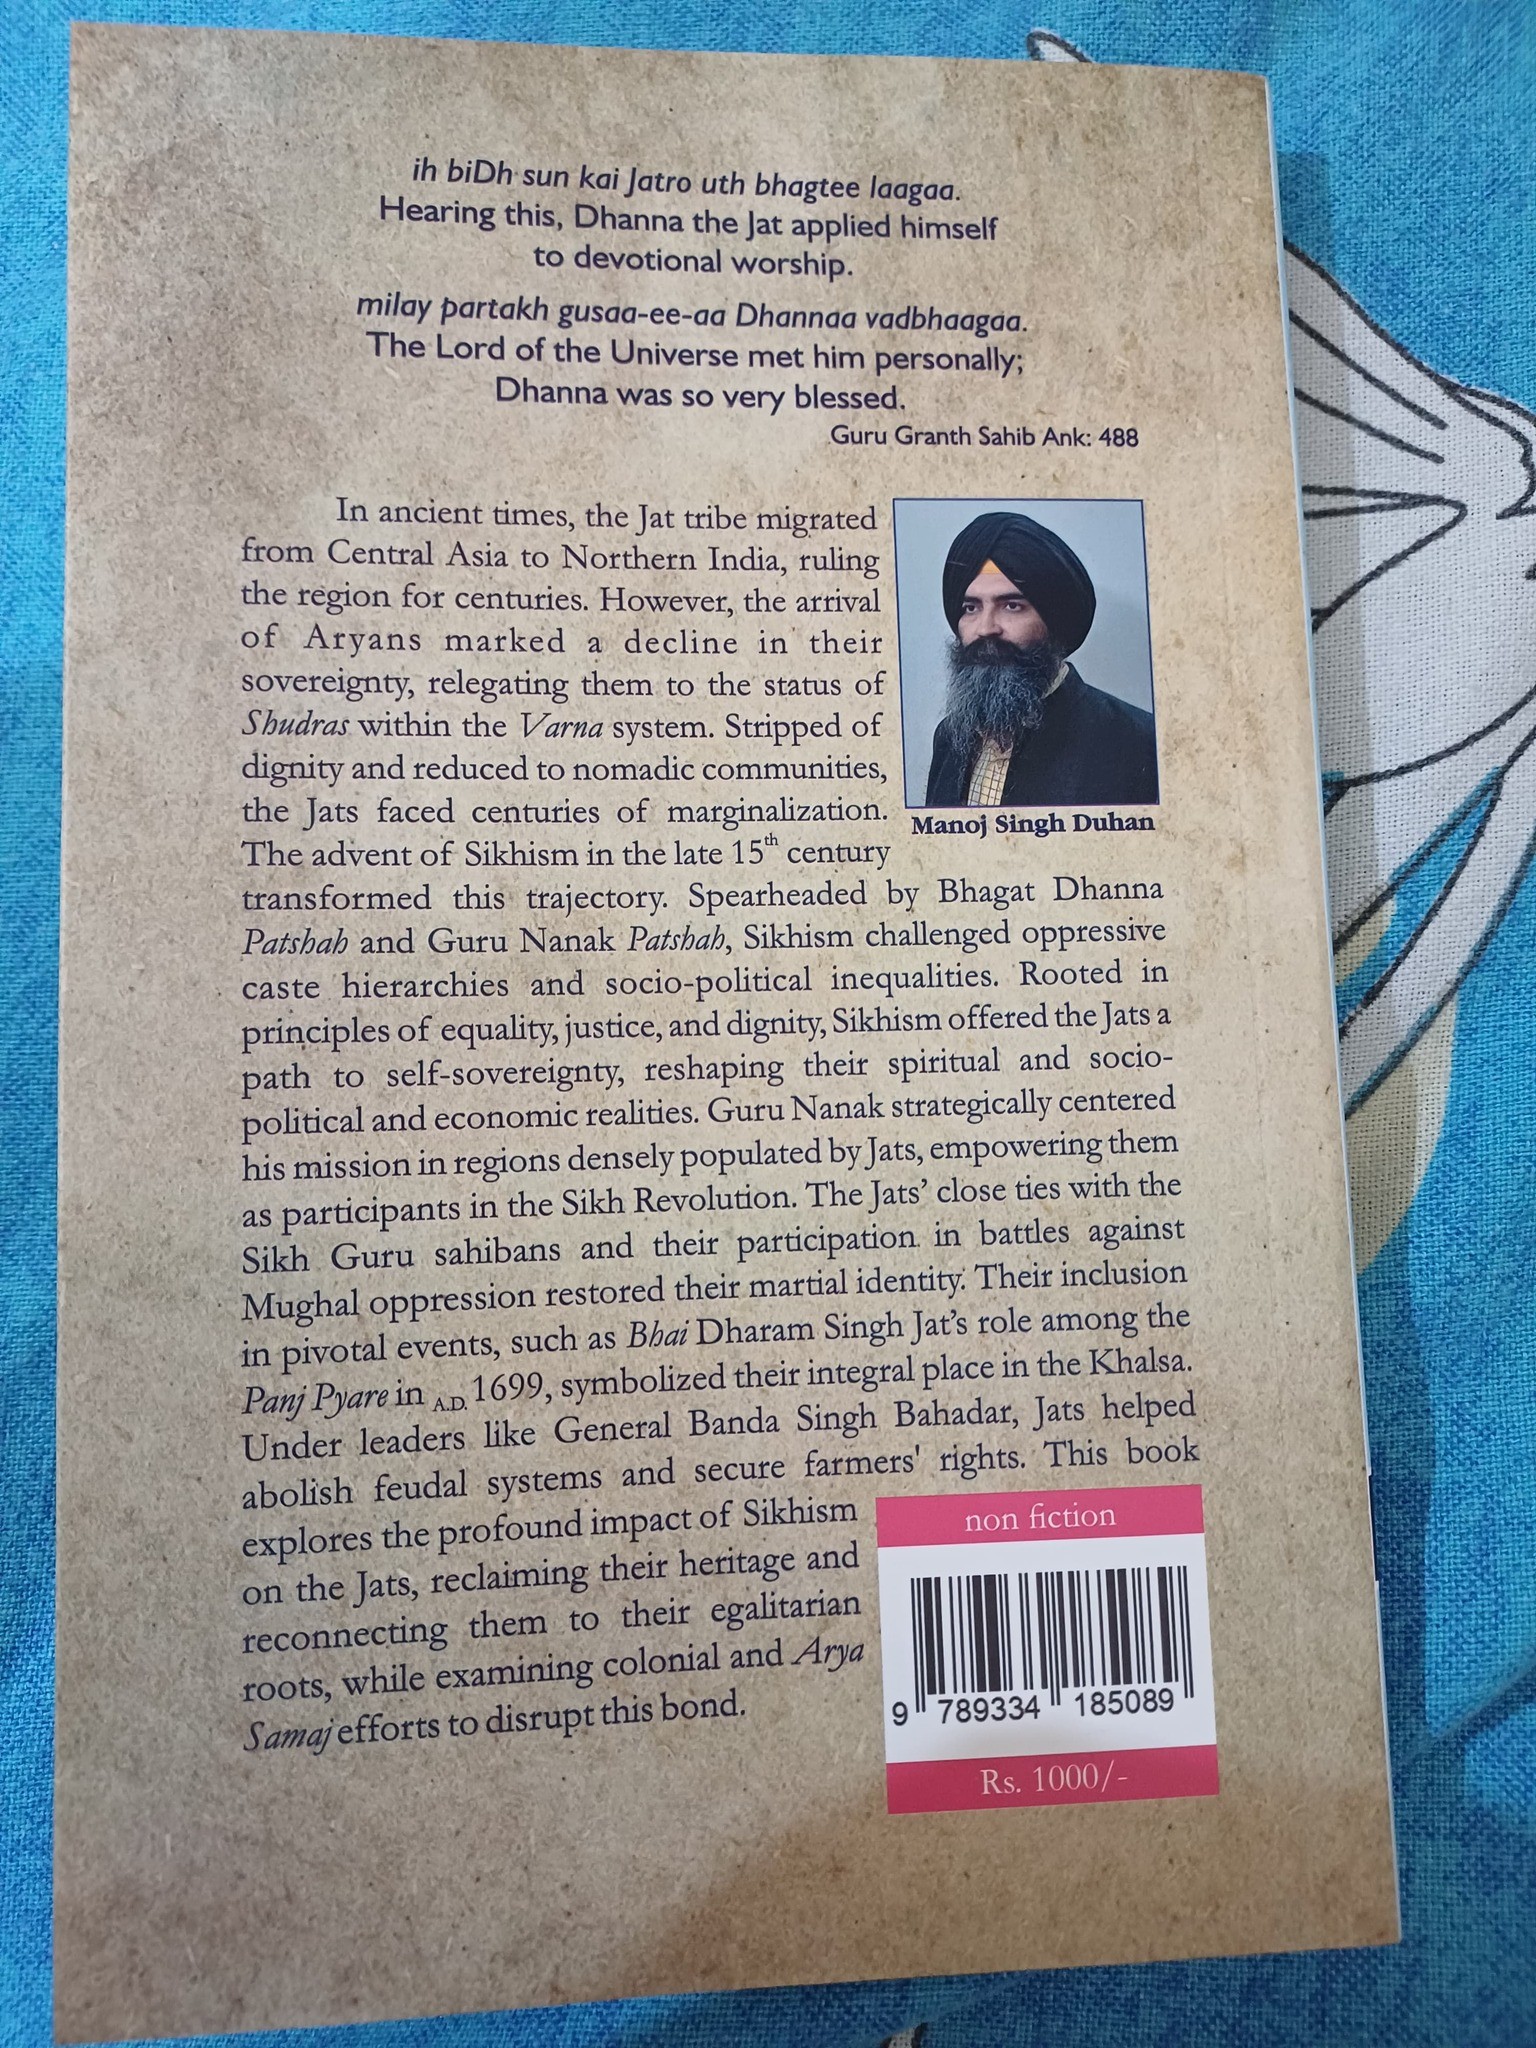 ih biDh sun kai Jatro uth bhagtee laagaa.
Hearing this, Dhanna the Jat applied himself
to devotional worship.
milay partakh gusaa-ee-aa Dhannaa vadbhaagaa.
The Lord of the Universe met him personally;
Dhanna was so very blessed.
Guru Granth Sahib Ank: 488
In ancient times, the Jat tribe migrated
from Central Asia to Northern India, ruling
the region for centuries. However, the arrival
of Aryans marked a decline in their
sovereignty, relegating them to the status of
Shudras within the Varna system. Stripped of
dignity and reduced to nomadic communities,
the Jats faced centuries of marginalization.
The advent of Sikhism in the late 15th century
Manoj Singh Duhan
transformed this trajectory. Spearheaded by Bhagat Dhanna
Patshah and Guru Nanak Patshah, Sikhism challenged oppressive
caste hierarchies and socio-political inequalities. Rooted in
principles of equality, justice, and dignity, Sikhism offered the Jats a
path to self-sovereignty, reshaping their spiritual and socio-
political and economic realities. Guru Nanak strategically centered
his mission in regions densely populated by Jats, empowering them
as participants in the Sikh Revolution. The Jats' close ties with the
Sikh Guru sahibans and their participation in battles against
Mughal oppression restored their martial identity. Their inclusion
in pivotal events, such as Bhai Dharam Singh Jat's role among the
Panj Pyare in A.D. 1699, symbolized their integral place in the Khalsa.
Under leaders like General Banda Singh Bahadar, Jats helped
abolish feudal systems and secure farmers' rights. This book
explores the profound impact of Sikhism
on the Jats, reclaiming their heritage and
reconnecting them to their egalitarian
roots, while examining colonial and Arya
Samaj efforts to disrupt this bond.
non fiction
9 789334 185089
Rs. 1000/-